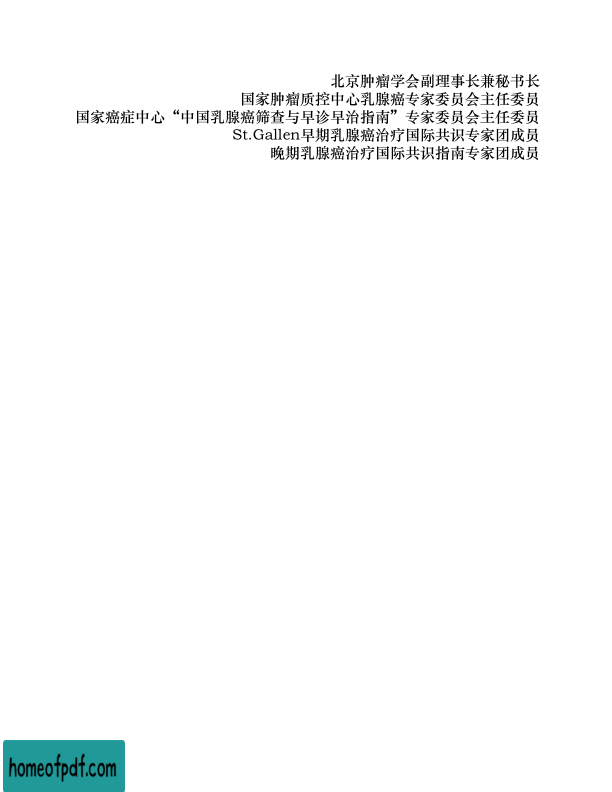 北京肿瘤学会副理事长兼秘书长
国家肿瘤质控中心乳腺癌专家委员会主任委员
国家癌症中心“中国乳腺癌筛查与早诊早治指南”专家委员会主任委员
St.Gallen早期乳腺癌治疗国际共识专家团成员
晚期乳腺癌治疗国际共识指南专家团成员
homeofpdf.com